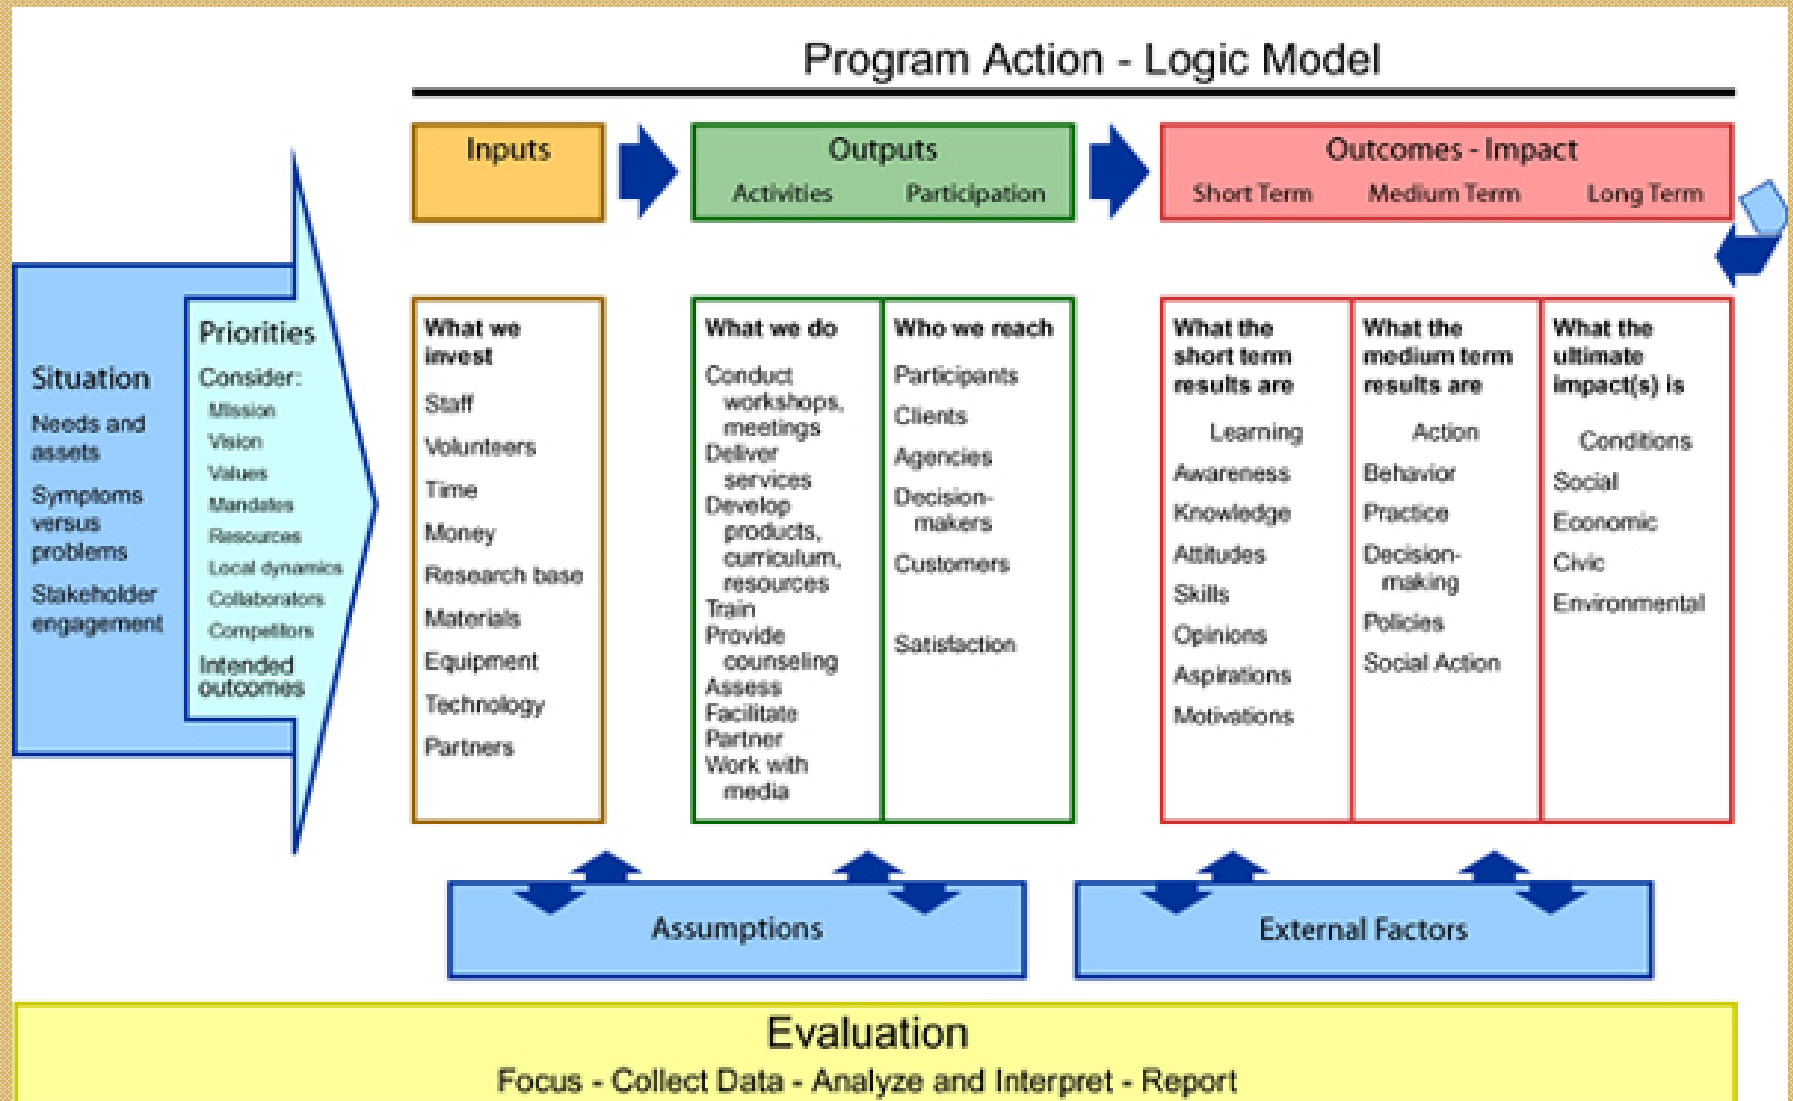 Program Action - Logic Model
Inputs
Outputs
Activities Participation
Outcomes - Impact
Short Term Medium Term Long Term
Situation
Needs and
assets
Symptoms
versus
problems
Stakeholder
engagement
Priorities
Consider:
Mission
Vision
Values
Mandates
Resources
Local dynamics
Collaborators
Competitors
Intended
outcomes
What we
invest
Staff
Volunteers
Time
Money
Research base
Materials
Equipment
Technology
Partners
What we do
Conduct
workshops,
meetings
Deliver
services
Develop
products,
curriculum,
resources
Train
Provide
counseling
Assess
Facilitate
Partner
Work with
media
Who we reach
Participants
Clients
Agencies
Decision-
makers
Customers
Satisfaction
What the
short term
results are
Learning
Awareness
Knowledge
Attitudes
Skills
Opinions
Aspirations
Motivations
What the
medium term
results are
Action
Behavior
Practice
Decision-
making
Policies
Social Action
What the
ultimate
impact(s) is
Conditions
Social
Economic
Civic
Environmental
Assumptions
External Factors
Evaluation
Focus - Collect Data - Analyze and Interpret - Report